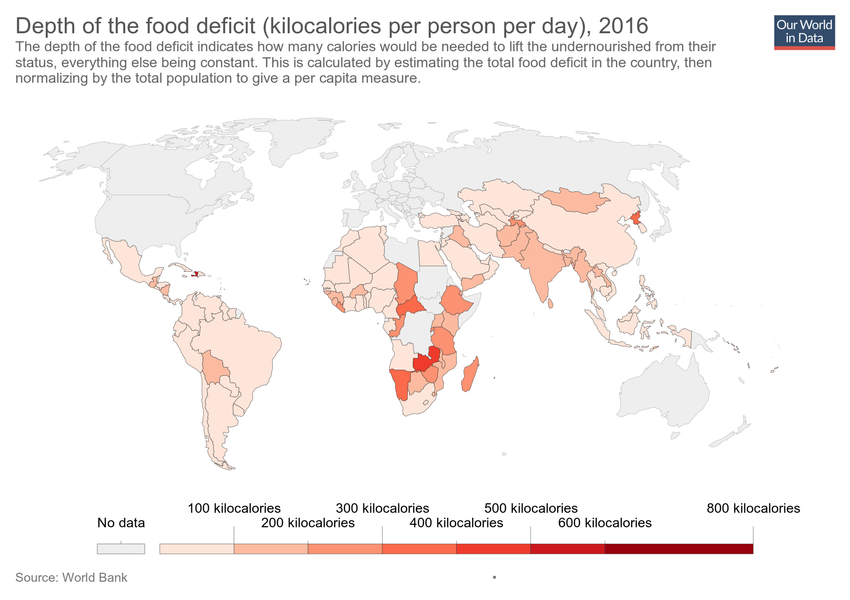 Depth of the food deficit (kilocalories per person per day), 2016
Our World
in Data
The depth of the food deficit indicates how many calories would be needed to lift the undernourished from their
status, everything else being constant. This is calculated by estimating the total food deficit in the country, then
normalizing by the total population to give a per capita measure.
100 kilocalories
300 kilocalories
500 kilocalories
800 kilocalories
No data
200 kilocalories
400 kilocalories
600 kilocalories
Source: World Bank